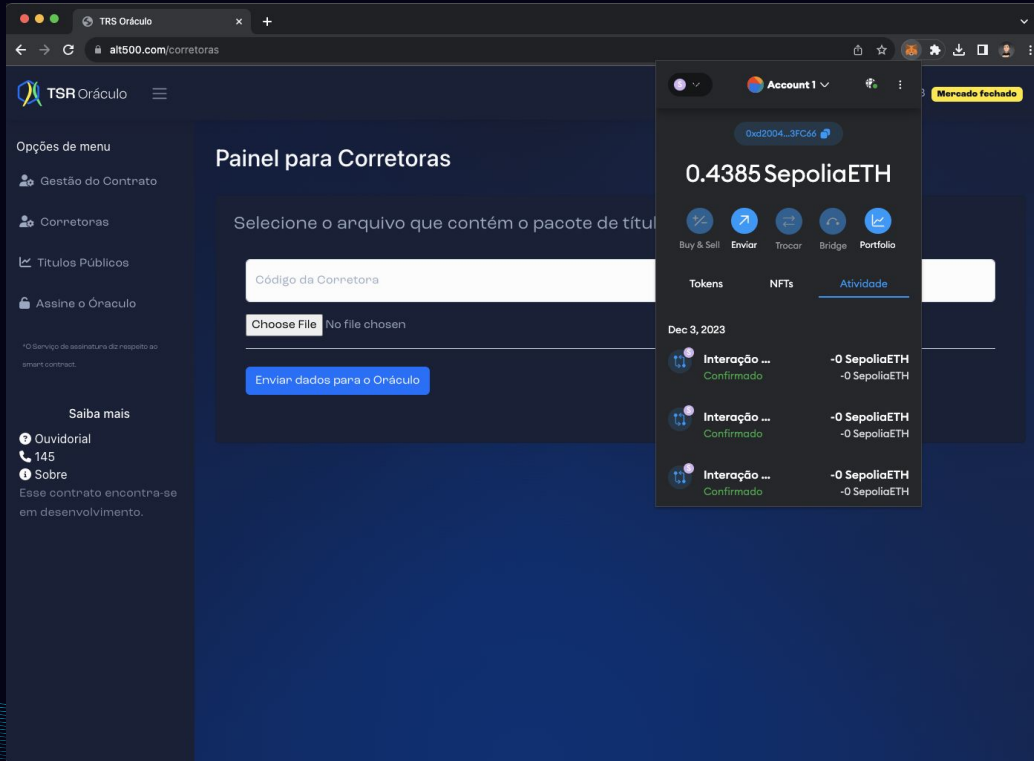 TRS Oráculo
alt500.com/corretoras
TSR Oráculo
Mercado fechado
Opções de menu
Gestão do Contrato
Corretoras
Titulos Públicos
Assine o Óraculo
*O Serviço de assinatura diz respeito ao
smart contract.
Saiba mais
Ouvidorial
145
Sobre
Esse contrato encontra-se
em desenvolvimento.
Painel para Corretoras
Selecione o arquivo que contém o pacote de títul
Código da Corretora
Choose File No file chosen
Enviar dados para o Oráculo
S
Account 1
0xd2004...3FC66
0.4385 SepoliaETH
Buy & Sell Enviar Trocar Bridge Portfolio
Tokens NFTs Atividade
Dec 3, 2023
S
Interação ... -0 SepoliaETH
Confirmado -0 SepoliaETH
S
Interação ... -0 SepoliaETH
Confirmado -0 SepoliaETH
S
Interação ... -0 SepoliaETH
Confirmado -0 SepoliaETH